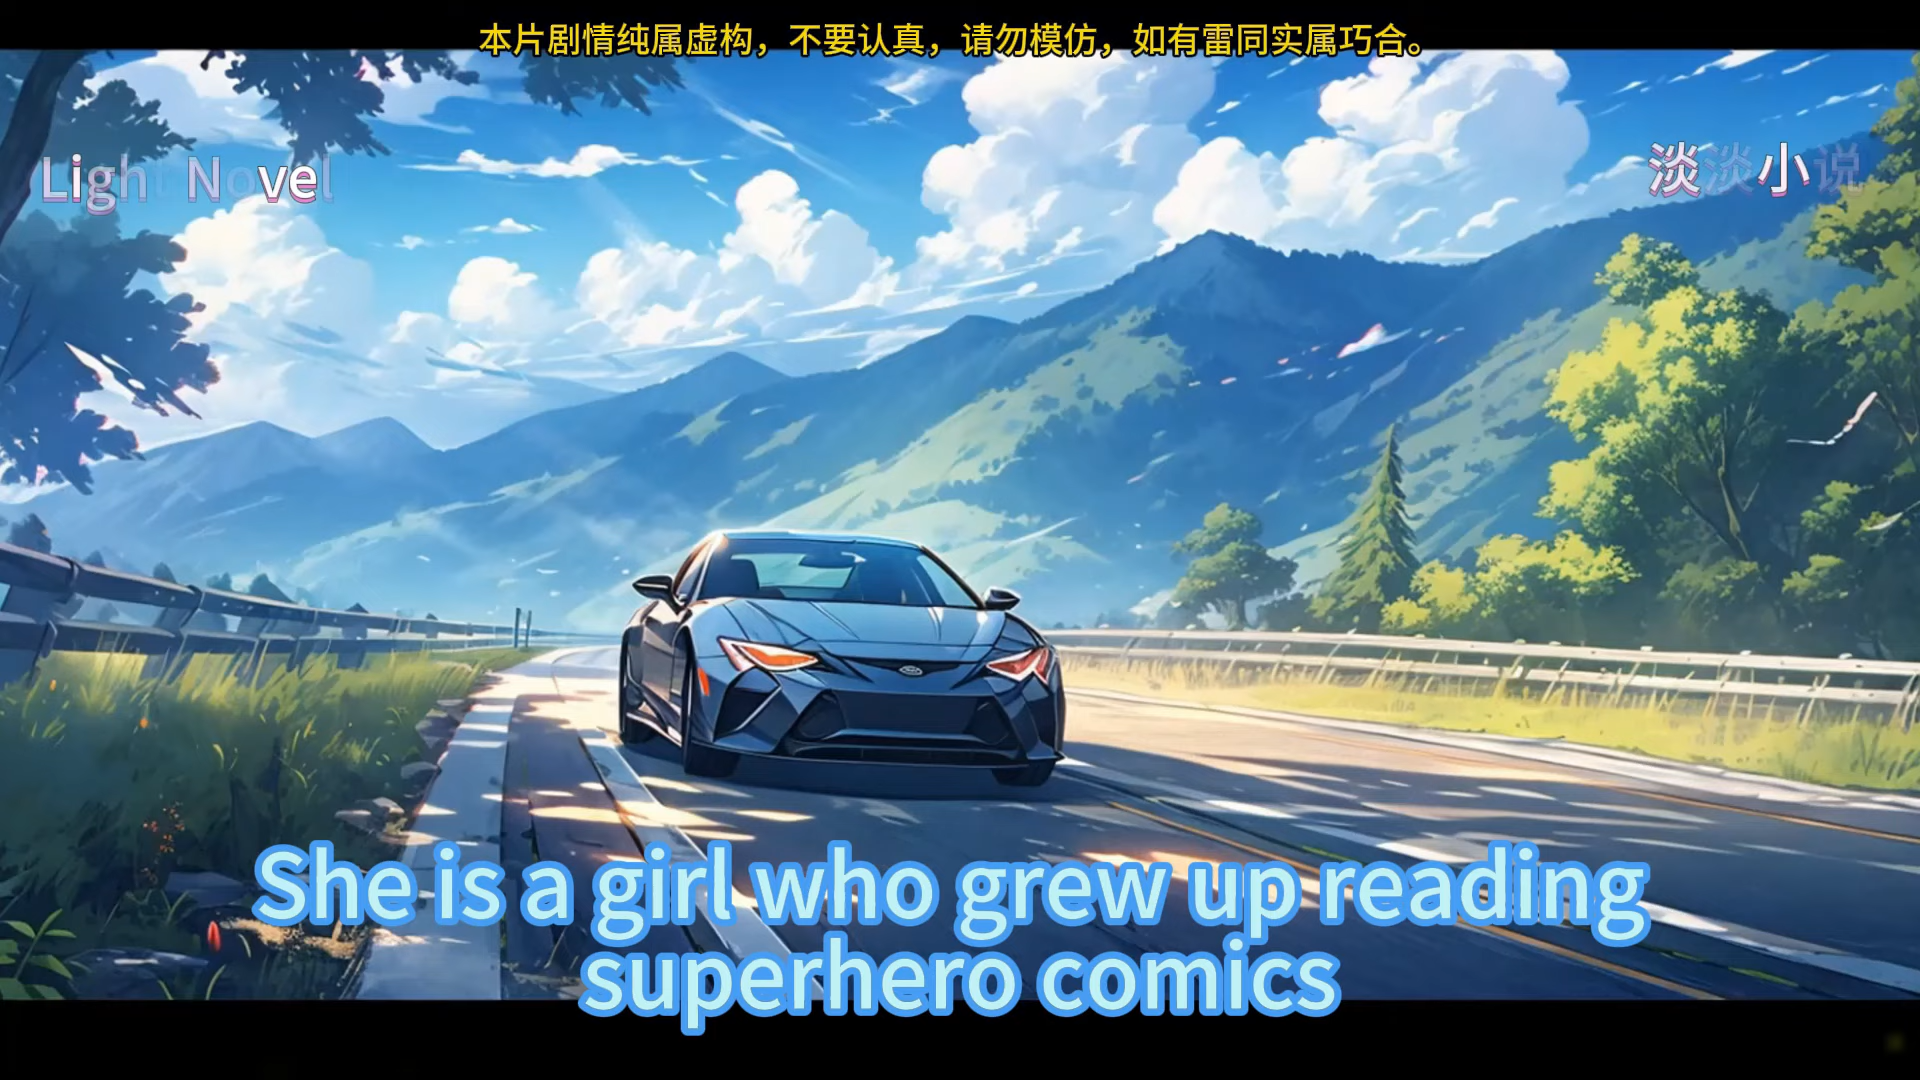 本片剧情纯属虚构，不要认真，请勿模仿，如有雷同实属巧合。
Light Novel
淡淡小说
She is a girl who grew up reading
superhero comics